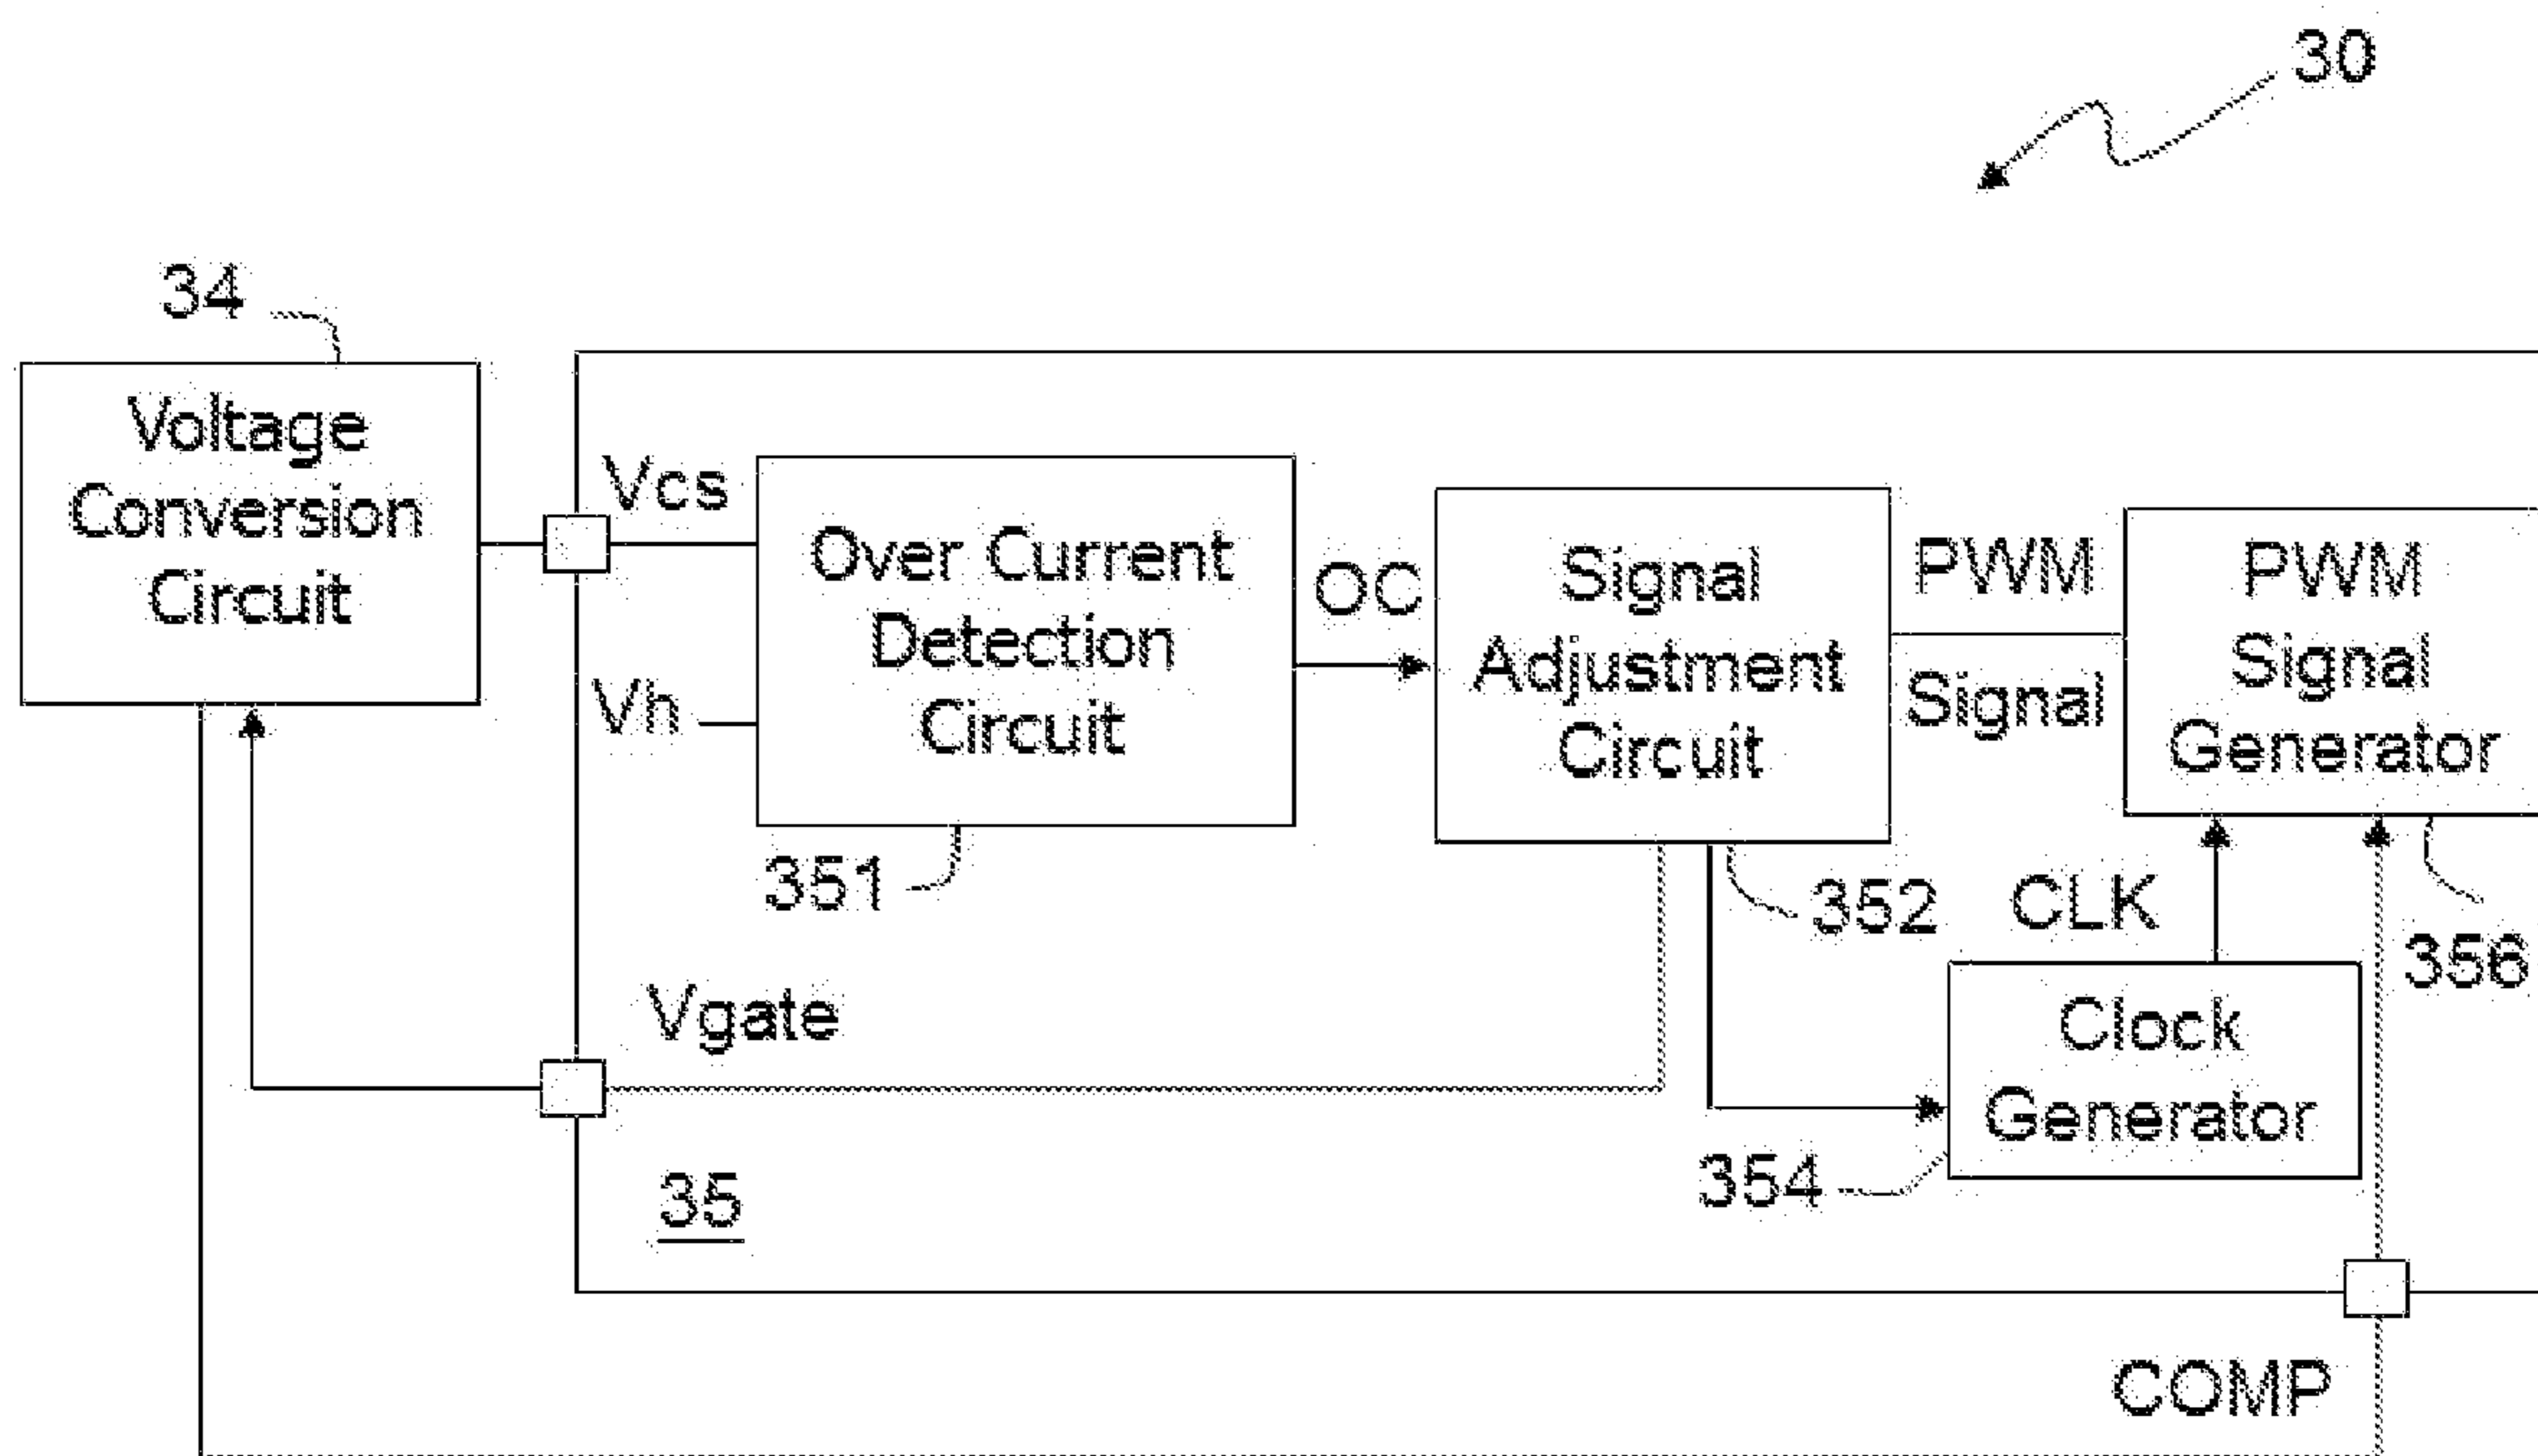 30
34
Voltage
Conversion
Circuit
Vcs
Vh
Over Current
Detection
Circuit
351
OC
Signal
Adjustment
Circuit
352
PWM
Signal
PWM
Signal
Generator
356
CLK
Clock
Generator
354
Vgate
35
COMP